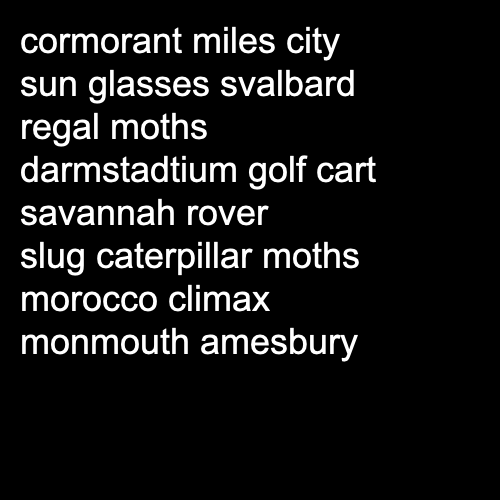 cormorant miles city
sun glasses svalbard
regal moths
darmstadtium golf cart
savannah rover
slug caterpillar moths
morocco climax
monmouth amesbury